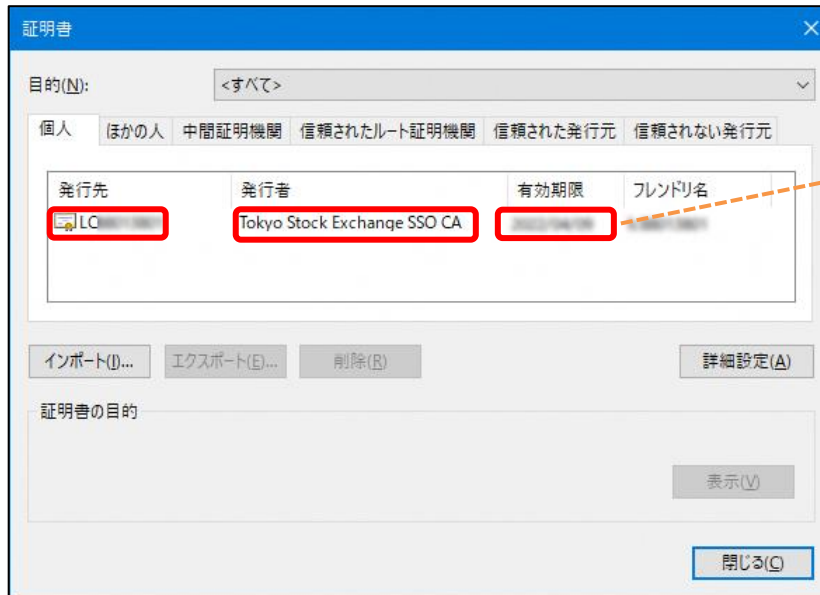 証明書
目的(N): <すべて>
個人 ほかの人 中間証明機関 信頼されたルート証明機関 信頼された発行元 信頼されない発行元
発行先 発行者 有効期限 フレンドリ名
LC Tokyo Stock Exchange SSO CA
インポート(I)... エクスポート(E)... 削除(R) 詳細設定(A)
証明書の目的
表示(V)
閉じる(C)